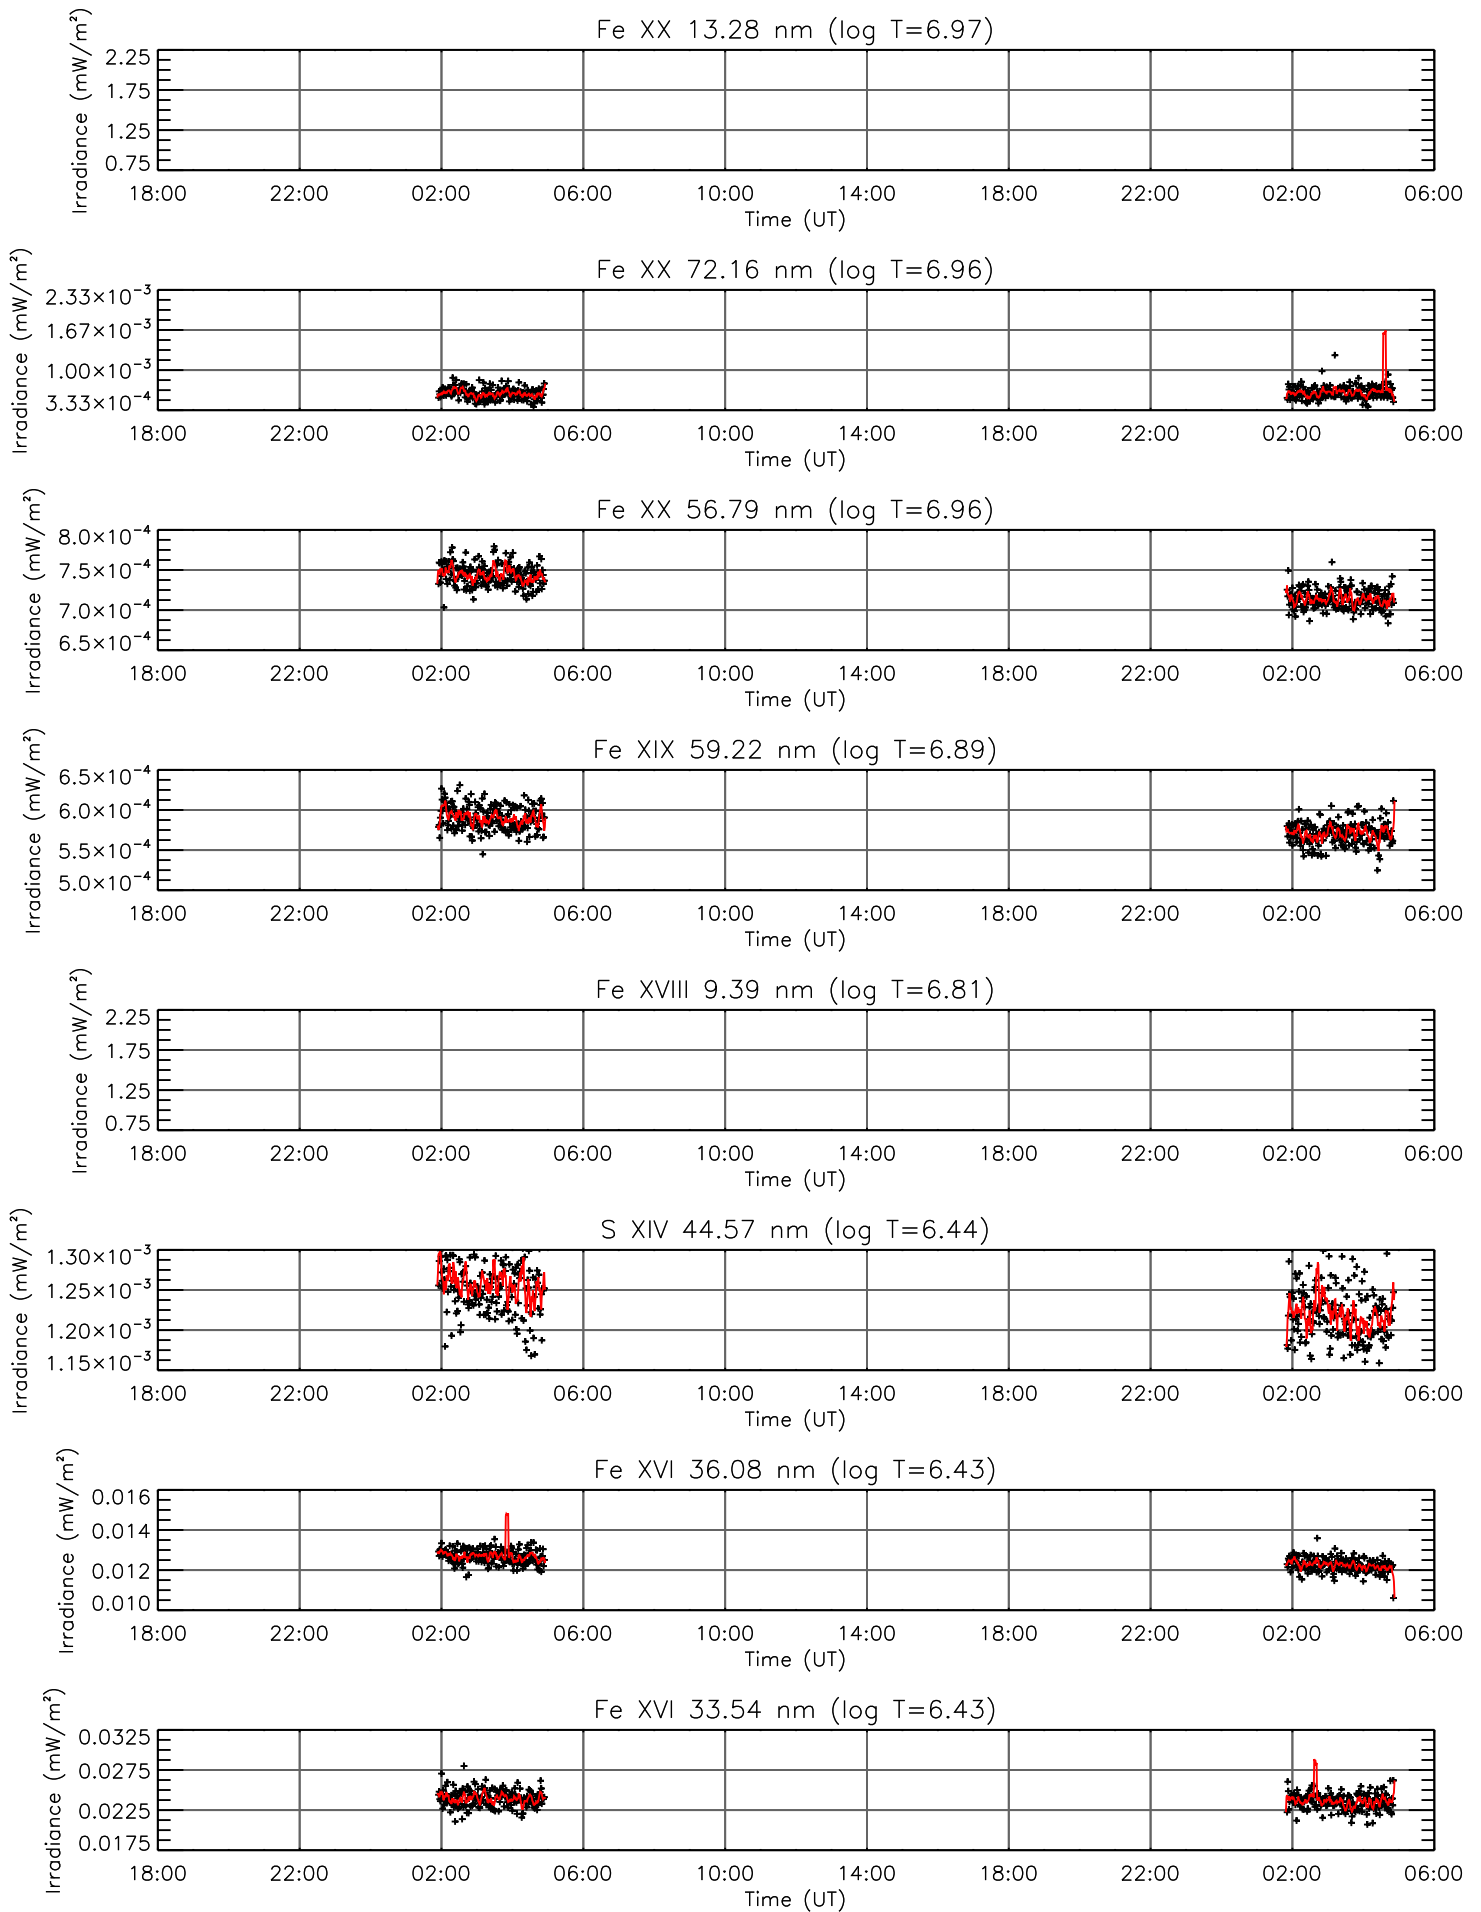 Fe XX 13.28 nm (log T=6.97)
Irradiance (mW/m²)
2.25
1.75
1.25
0.75
18:00 22:00 02:00 06:00 10:00 14:00 18:00 22:00 02:00 06:00
Time (UT)
Fe XX 72.16 nm (log T=6.96)
Irradiance (mW/m²)
2.33×10⁻³
1.67×10⁻³
1.00×10⁻³
3.33×10⁻⁴
18:00 22:00 02:00 06:00 10:00 14:00 18:00 22:00 02:00 06:00
Time (UT)
Fe XX 56.79 nm (log T=6.96)
Irradiance (mW/m²)
8.0×10⁻⁴
7.5×10⁻⁴
7.0×10⁻⁴
6.5×10⁻⁴
18:00 22:00 02:00 06:00 10:00 14:00 18:00 22:00 02:00 06:00
Time (UT)
Fe XIX 59.22 nm (log T=6.89)
Irradiance (mW/m²)
6.5×10⁻⁴
6.0×10⁻⁴
5.5×10⁻⁴
5.0×10⁻⁴
18:00 22:00 02:00 06:00 10:00 14:00 18:00 22:00 02:00 06:00
Time (UT)
Fe XVIII 9.39 nm (log T=6.81)
Irradiance (mW/m²)
2.25
1.75
1.25
0.75
18:00 22:00 02:00 06:00 10:00 14:00 18:00 22:00 02:00 06:00
Time (UT)
S XIV 44.57 nm (log T=6.44)
Irradiance (mW/m²)
1.30×10⁻³
1.25×10⁻³
1.20×10⁻³
1.15×10⁻³
18:00 22:00 02:00 06:00 10:00 14:00 18:00 22:00 02:00 06:00
Time (UT)
Fe XVI 36.08 nm (log T=6.43)
Irradiance (mW/m²)
0.016
0.014
0.012
0.010
18:00 22:00 02:00 06:00 10:00 14:00 18:00 22:00 02:00 06:00
Time (UT)
Fe XVI 33.54 nm (log T=6.43)
Irradiance (mW/m²)
0.0325
0.0275
0.0225
0.0175
18:00 22:00 02:00 06:00 10:00 14:00 18:00 22:00 02:00 06:00
Time (UT)